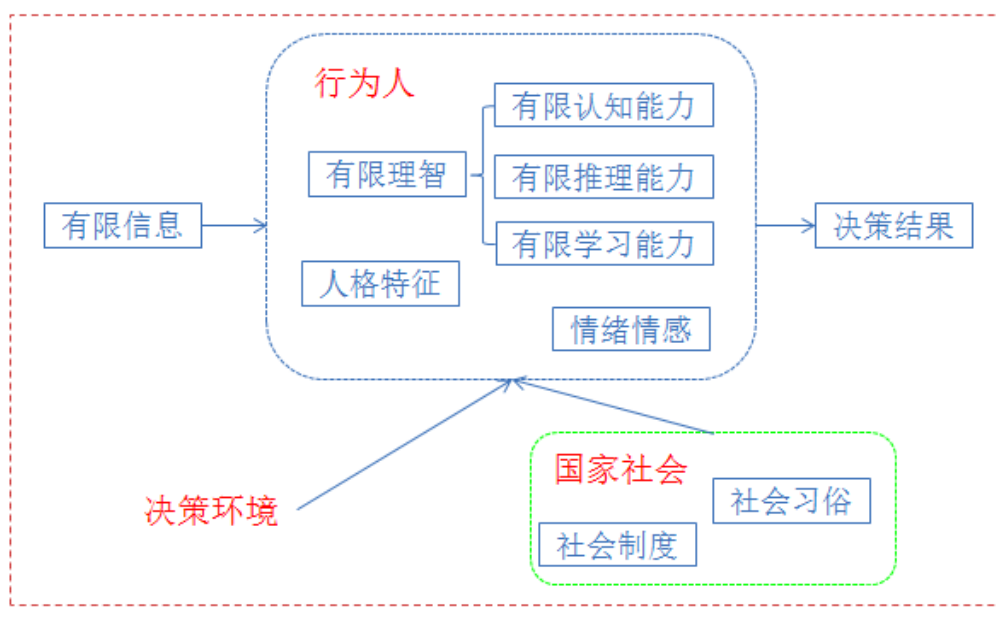 行为人
有限认知能力
有限理智
有限推理能力
有限信息
有限学习能力
决策结果
人格特征
情绪情感
国家社会
决策环境
社会习俗
社会制度